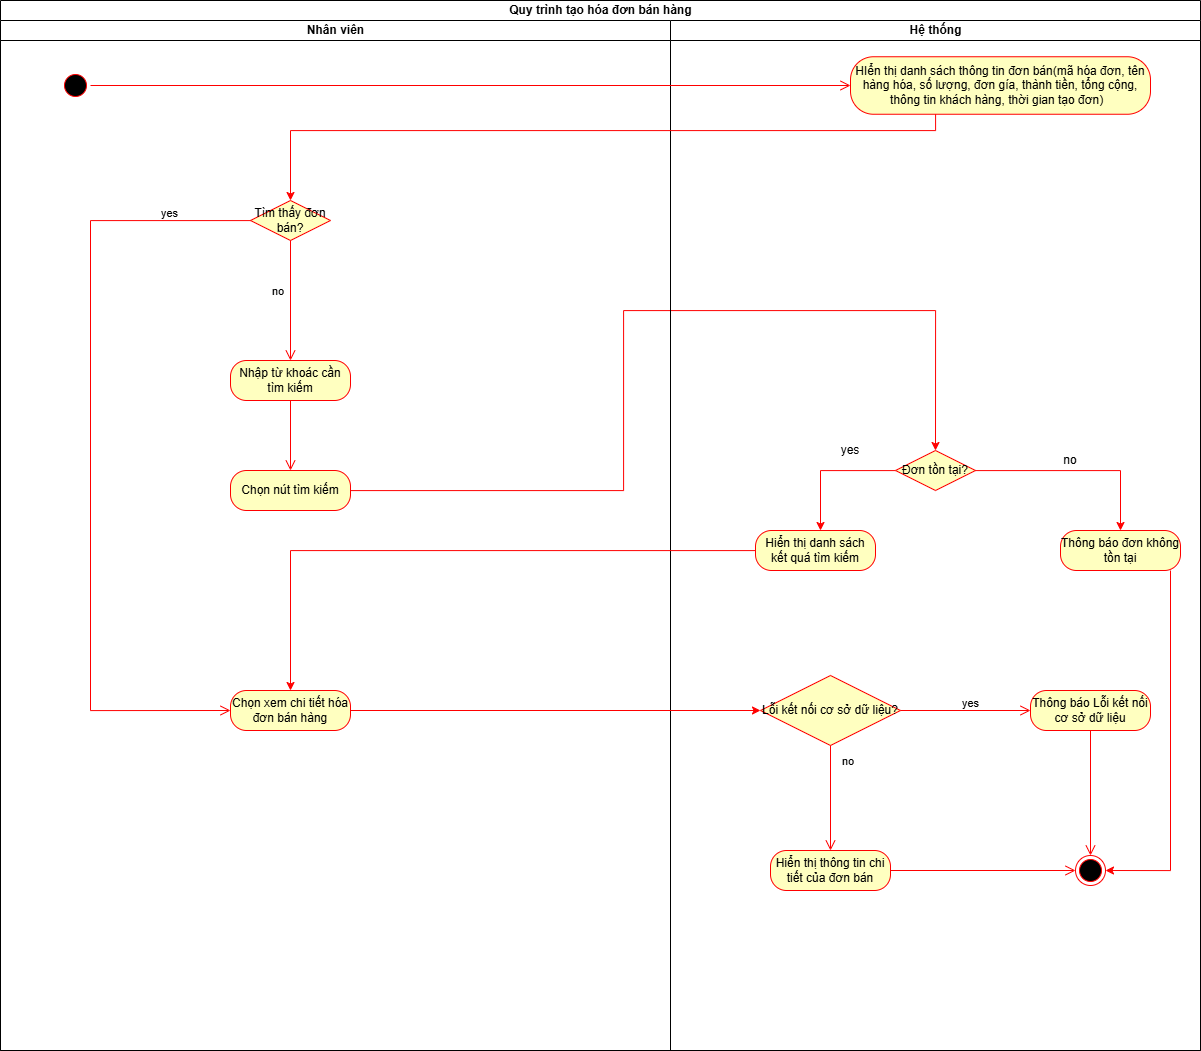 Quy trình tạo hóa đơn bán hàng
Nhân viên
Hệ thống
HIển thị danh sách thông tin đơn bán(mã hóa đơn, tên
hàng hóa, số lượng, đơn gía, thành tiền, tổng cộng,
thông tin khách hàng, thời gian tạo đơn)
Tìm thấy đơn
bán?
yes
no
Nhập từ khoác cần
tìm kiếm
Chọn nút tìm kiếm
Đơn tồn tại?
yes
no
Hiển thị danh sách
kết quá tìm kiếm
Thông báo đơn không
tồn tại
Chọn xem chi tiết hóa
đơn bán hàng
Lỗi kết nối cơ sở dữ liệu?
yes
Thông báo Lỗi kết nối
cơ sở dữ liệu
no
Hiển thị thông tin chi
tiết của đơn bán